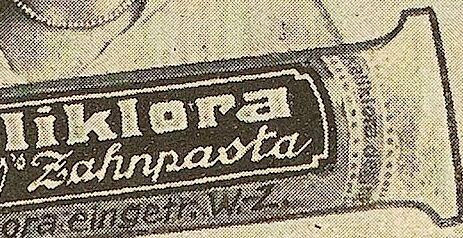 liklora
's Zahnpasta
ora eingetr. W.-Z.